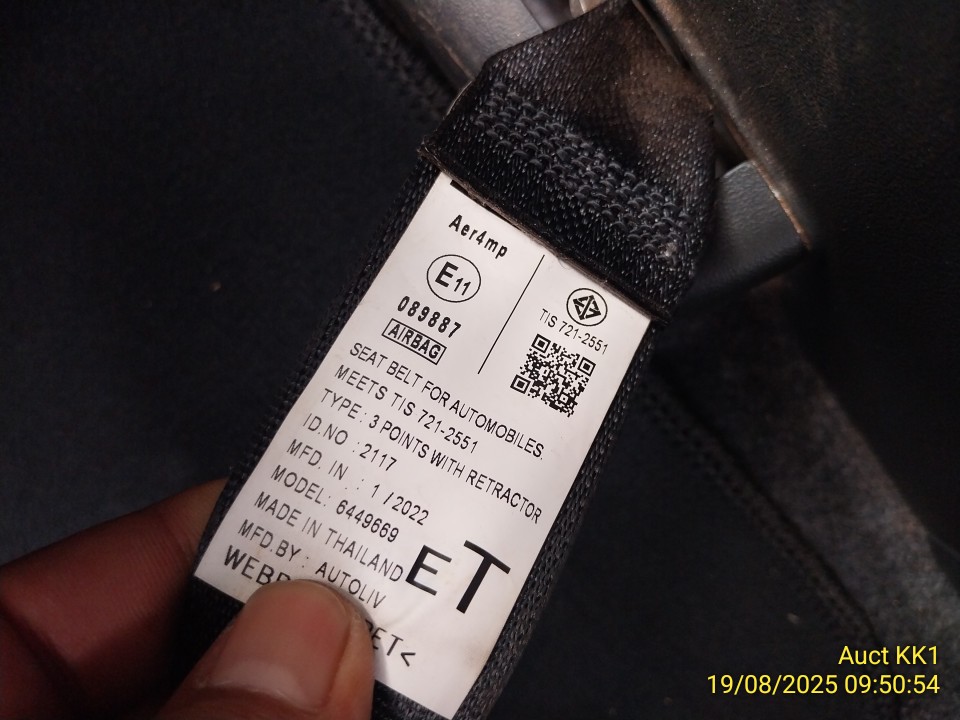 Aer4mp
E11
089887
AIRBAG
TIS 721-2551
SEAT BELT FOR AUTOMOBILES.
MEETS TIS 721-2551
TYPE : 3 POINTS WITH RETRACTOR
ID.NO : 2117
MFD. IN. : 1 / 2022
MODEL: 6449669
MADE IN THAILAND
MFD.BY : AUTOLIV
ET
Auct KK1
19/08/2025 09:50:54